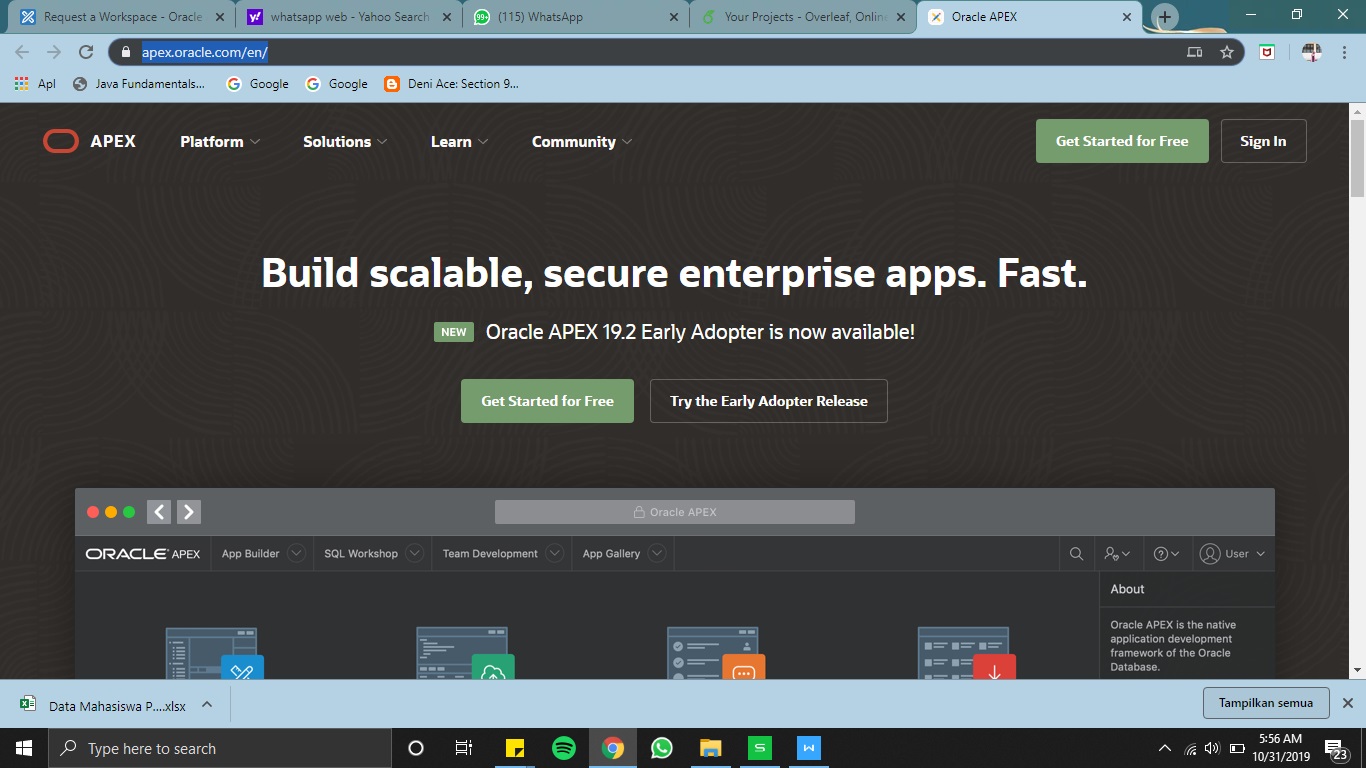 Request a Workspace - Oracle
whatsapp web - Yahoo Search
99+
(115) WhatsApp
Your Projects - Overleaf, Online
Oracle APEX
apex.oracle.com/en/
Apl
Java Fundamentals...
Google
Google
Deni Ace: Section 9...
APEX
Platform
Solutions
Learn
Community
Get Started for Free
Sign In
Build scalable, secure enterprise apps. Fast.
NEW
Oracle APEX 19.2 Early Adopter is now available!
Get Started for Free
Try the Early Adopter Release
Oracle APEX
ORACLE APEX
App Builder
SQL Workshop
Team Development
App Gallery
User
About
Oracle APEX is the native
application development
framework of the Oracle
Database.
Data Mahasiswa P....xlsx
Tampilkan semua
Type here to search
S
W
5:56 AM
10/31/2019
23